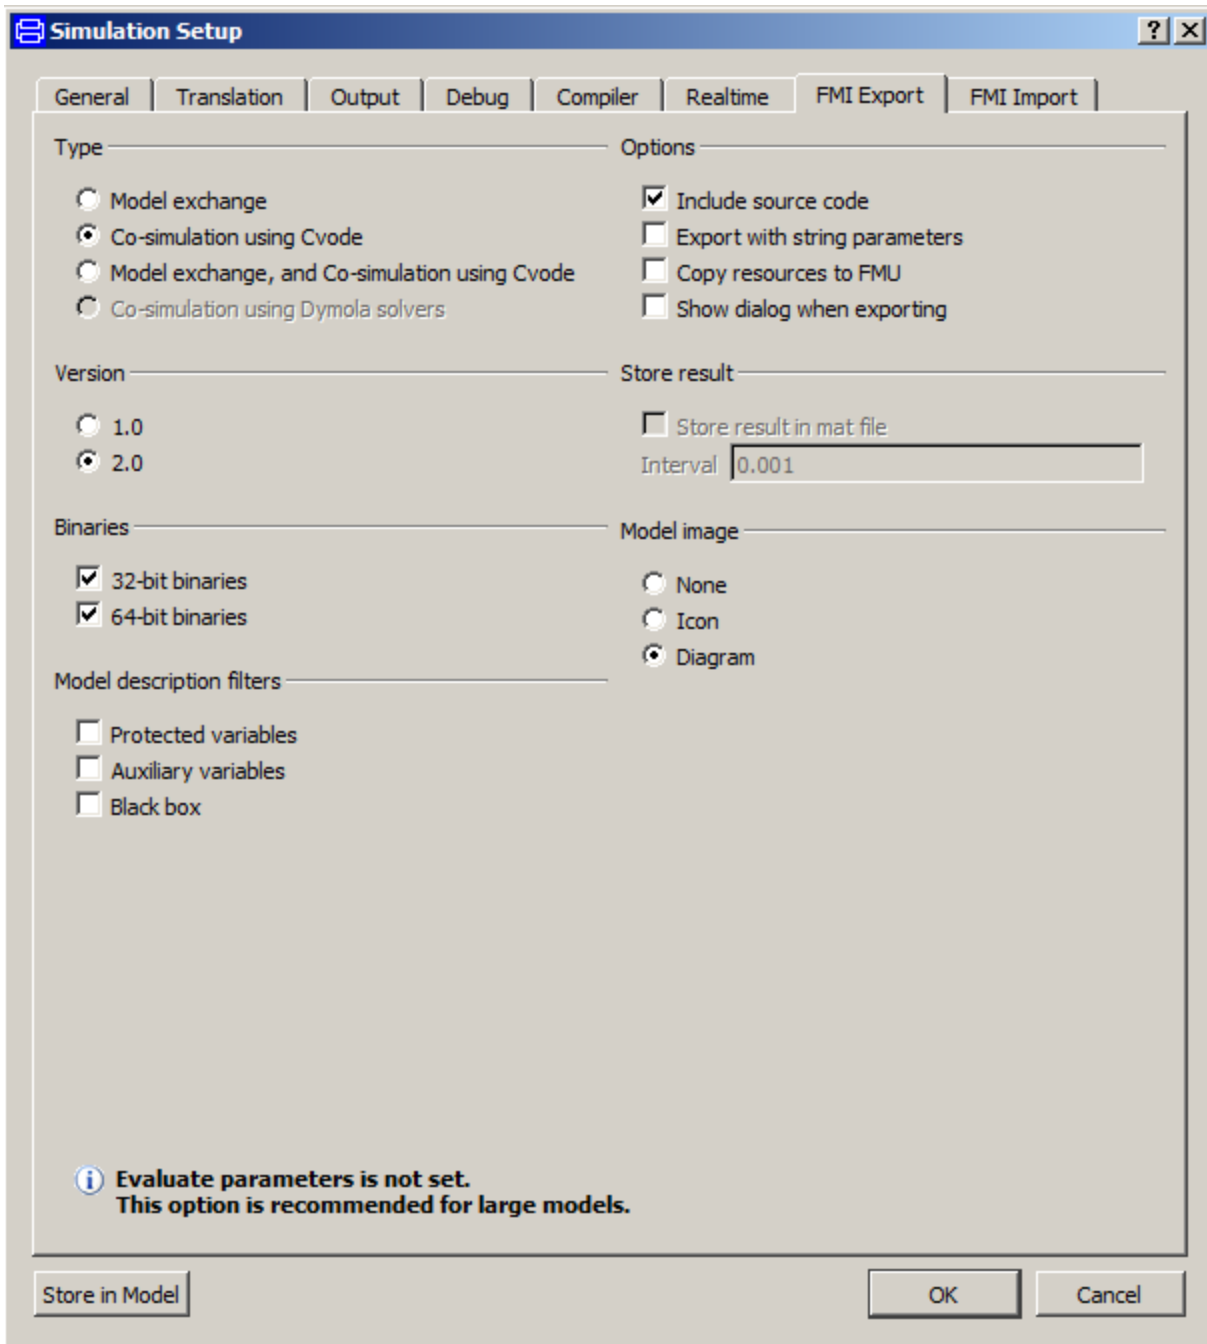 Simulation Setup
General Translation Output Debug Compiler Realtime FMI Export FMI Import
Type
Model exchange
Co-simulation using Cvode
Model exchange, and Co-simulation using Cvode
Co-simulation using Dymola solvers
Options
Include source code
Export with string parameters
Copy resources to FMU
Show dialog when exporting
Version
1.0
2.0
Store result
Store result in mat file
Interval 0.001
Binaries
32-bit binaries
64-bit binaries
Model image
None
Icon
Diagram
Model description filters
Protected variables
Auxiliary variables
Black box
Evaluate parameters is not set.
This option is recommended for large models.
Store in Model OK Cancel